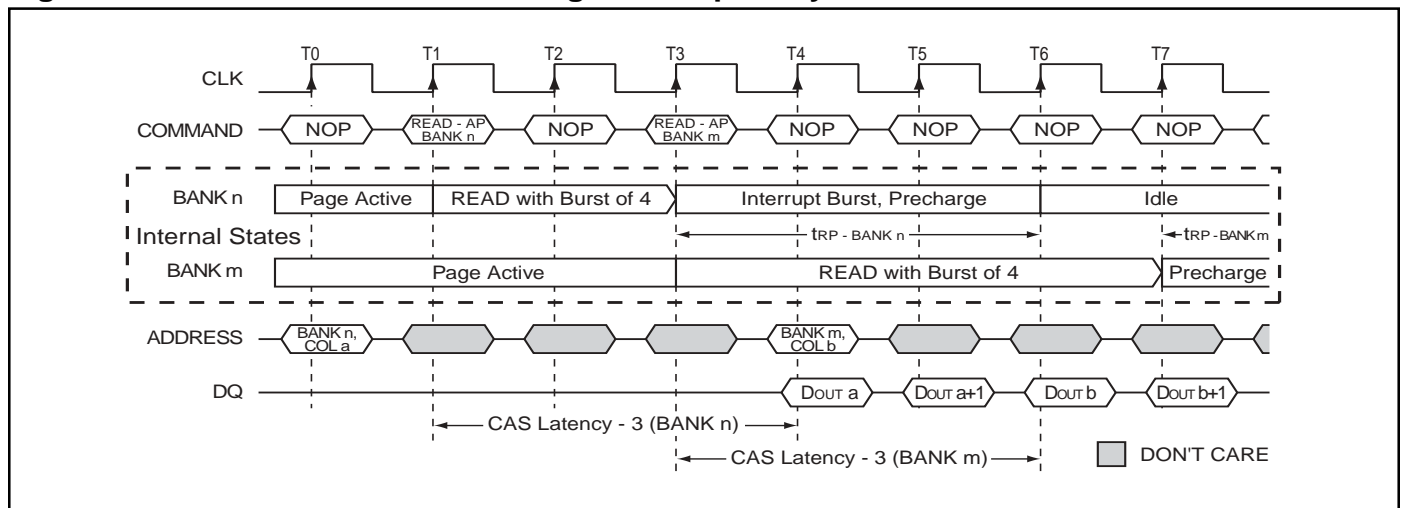 T0 T1 T2 T3 T4 T5 T6 T7
CLK
COMMAND NOP READ - AP BANK n NOP READ - AP BANK m NOP NOP NOP NOP
BANK n Page Active READ with Burst of 4 Interrupt Burst, Precharge Idle
Internal States tRP - BANK n tRP - BANK m
BANK m Page Active READ with Burst of 4 Precharge
ADDRESS BANK n, COL a BANK m, COL b
DQ DOUT a DOUT a+1 DOUT b DOUT b+1
CAS Latency - 3 (BANK n)
CAS Latency - 3 (BANK m) DON'T CARE